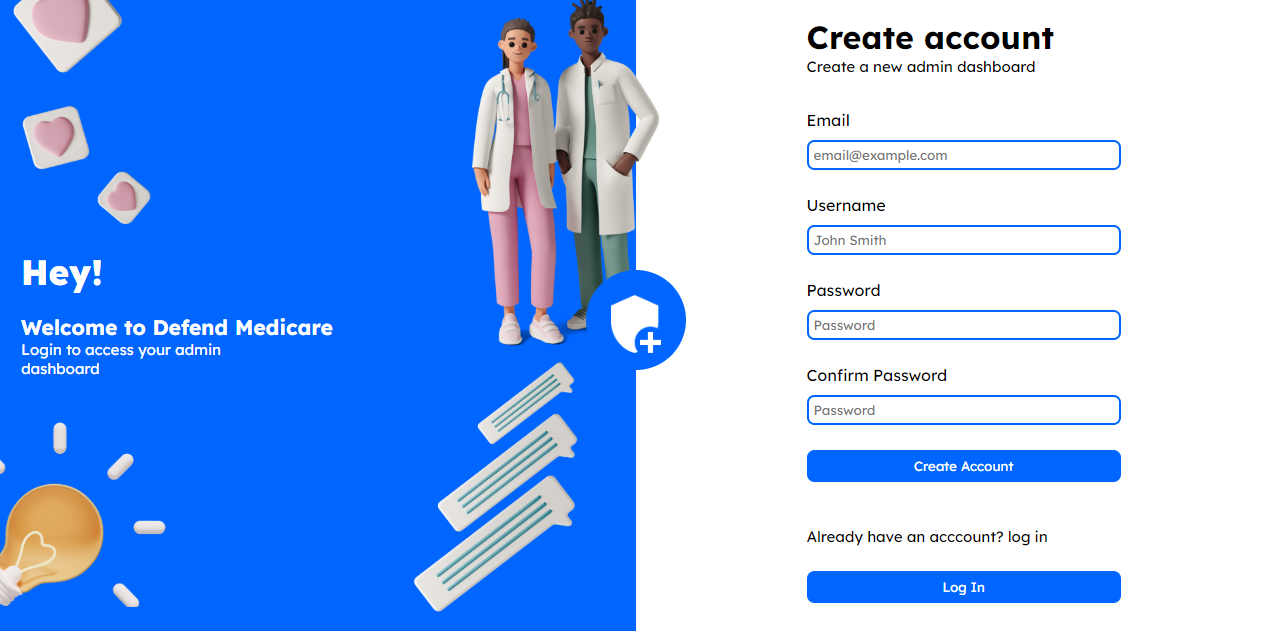 Hey!
Welcome to Defend Medicare
Login to access your admin
dashboard
Create account
Create a new admin dashboard
Email
email@example.com
Username
John Smith
Password
Password
Confirm Password
Password
Create Account
Already have an acccount? log in
Log In